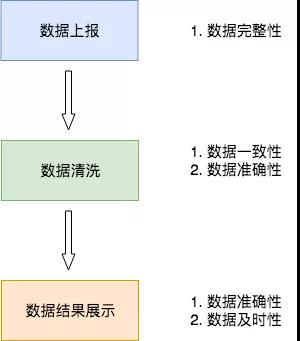 数据上报
1. 数据完整性
数据清洗
1. 数据一致性
2. 数据准确性
数据结果展示
1. 数据准确性
2. 数据及时性